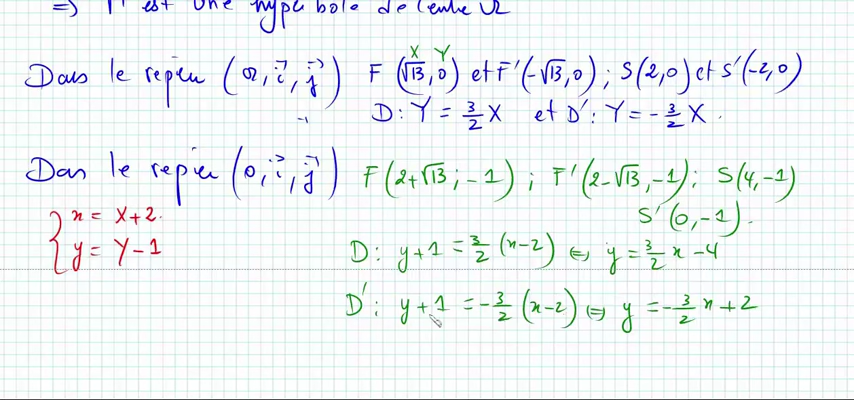 => Γ est une hyperbole de centre Ω
X Y
Dans le repère (Ω, i⃗, j⃗) F(√13, 0) et F'(-√13, 0) ; S(2, 0) et S'(-2, 0)
D : Y = 3/2 X et D' : Y = -3/2 X .
Dans le repère (0, i⃗, j⃗) F(2+√13 ; -1) ; F'(2-√13, -1) ; S(4, -1)
{ x = X+2. S'(0, -1).
y = Y-1 D : y+1 = 3/2 (x-2) ⇔ y = 3/2 x - 4
D' : y+1 = -3/2 (x-2) ⇔ y = -3/2 x + 2